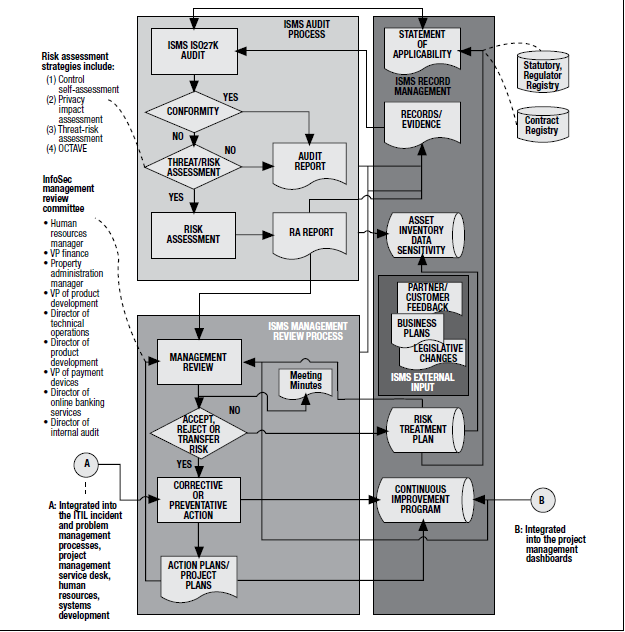 Risk assessment
strategies include:
(1) Control
self-assessment
(2) Privacy
impact
assessment
(3) Threat-risk
assessment
(4) OCTAVE
InfoSec
management
review
committee
• Human
resources
manager
• VP finance
• Property
administration
manager
• VP of product
development
• Director of
technical
operations
• Director of
product
development
• VP of payment
devices
• Director of
online banking
services
• Director of
internal audit
A
A: Integrated into
the ITIL incident
and problem
management
processes,
project
management
service desk,
human
resources,
systems
development
ISMS AUDIT
PROCESS
ISMS ISO27K
AUDIT
CONFORMITY
YES
NO
THREAT/RISK
ASSESSMENT
NO
YES
AUDIT
REPORT
RISK
ASSESSMENT
RA REPORT
ISMS MANAGEMENT
REVIEW PROCESS
MANAGEMENT
REVIEW
Meeting
Minutes
NO
ACCEPT,
REJECT OR
TRANSFER
RISK
YES
CORRECTIVE
OR
PREVENTATIVE
ACTION
ACTION PLANS/
PROJECT
PLANS
STATEMENT
OF
APPLICABILITY
ISMS RECORD
MANAGEMENT
RECORDS/
EVIDENCE
ASSET
INVENTORY
DATA
SENSITIVITY
PARTNER/
CUSTOMER
FEEDBACK
BUSINESS
PLANS
LEGISLATIVE
CHANGES
ISMS EXTERNAL
INPUT
RISK
TREATMENT
PLAN
CONTINUOUS
IMPROVEMENT
PROGRAM
Statutory,
Regulator
Registry
Contract
Registry
B
B: Integrated
into the project
management
dashboards